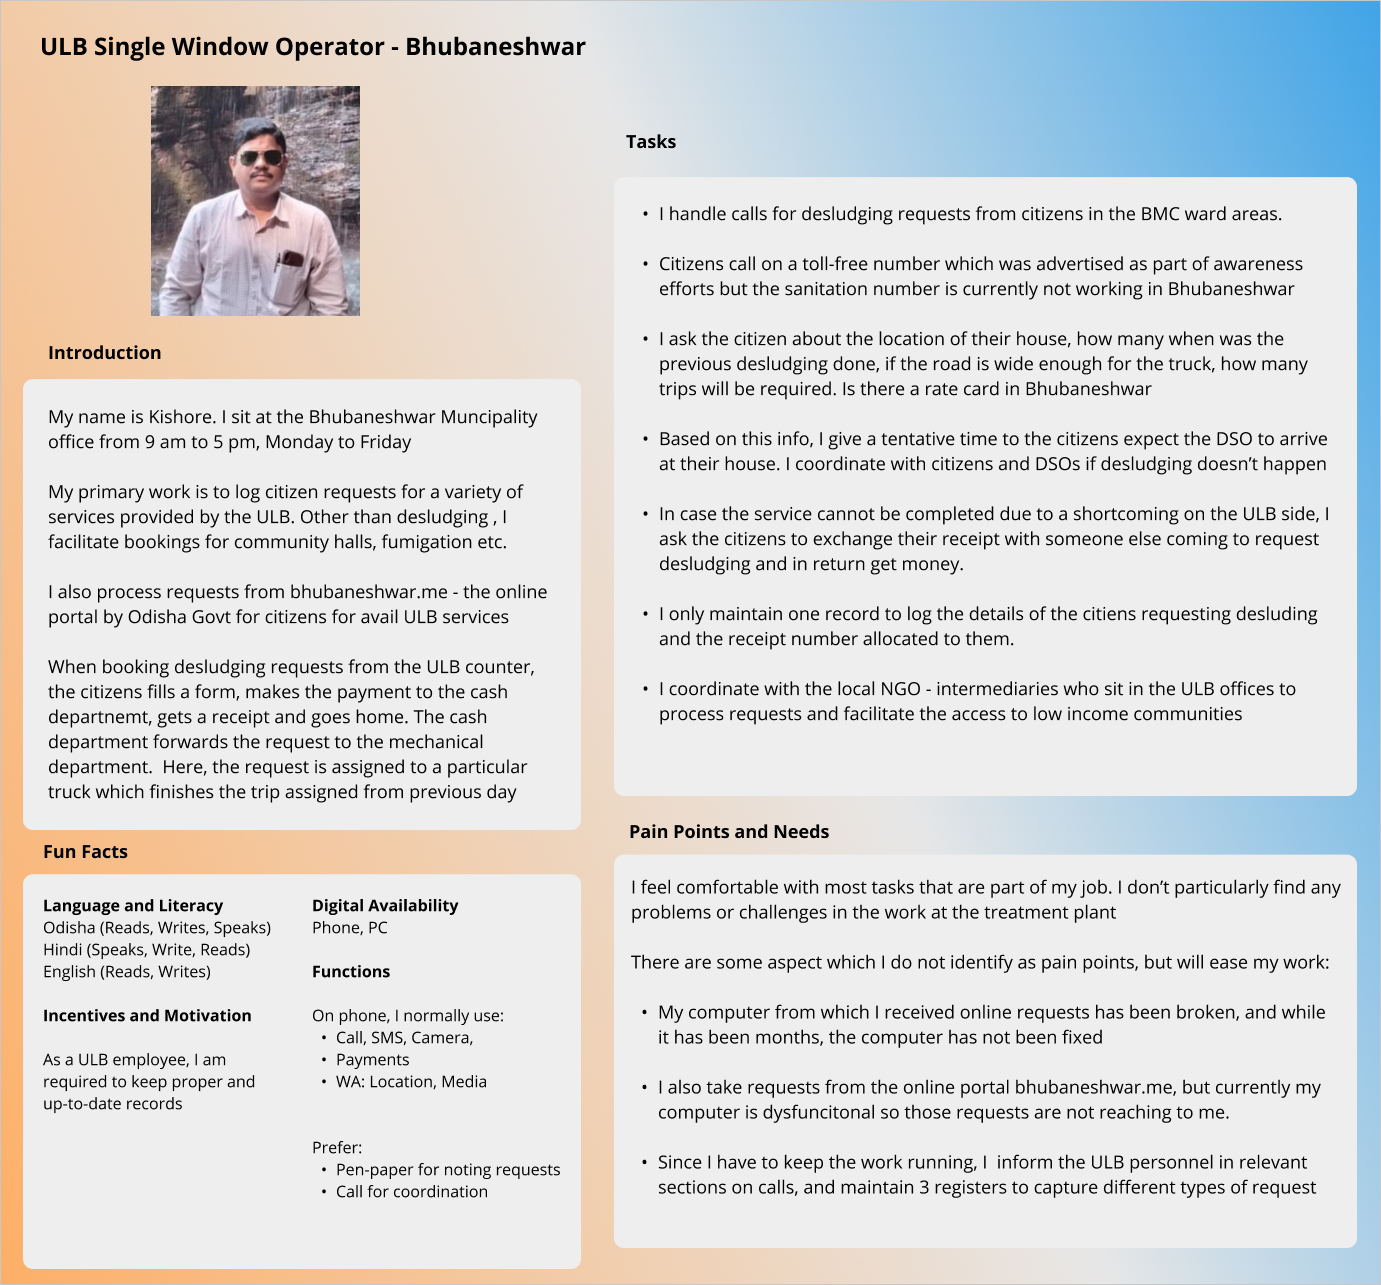 ULB Single Window Operator - Bhubaneshwar
Introduction
My name is Kishore. I sit at the Bhubaneshwar Muncipality
office from 9 am to 5 pm, Monday to Friday
My primary work is to log citizen requests for a variety of
services provided by the ULB. Other than desludging , I
facilitate bookings for community halls, fumigation etc.
I also process requests from bhubaneshwar.me - the online
portal by Odisha Govt for citizens for avail ULB services
When booking desludging requests from the ULB counter,
the citizens fills a form, makes the payment to the cash
departnemt, gets a receipt and goes home. The cash
department forwards the request to the mechanical
department.  Here, the request is assigned to a particular
truck which finishes the trip assigned from previous day
Fun Facts
Language and Literacy
Odisha (Reads, Writes, Speaks)
Hindi (Speaks, Write, Reads)
English (Reads, Writes)
Incentives and Motivation
As a ULB employee, I am
required to keep proper and
up-to-date records
Digital Availability
Phone, PC
Functions
On phone, I normally use:
• Call, SMS, Camera,
• Payments
• WA: Location, Media
Prefer:
• Pen-paper for noting requests
• Call for coordination
Tasks
• I handle calls for desludging requests from citizens in the BMC ward areas.
• Citizens call on a toll-free number which was advertised as part of awareness
efforts but the sanitation number is currently not working in Bhubaneshwar
• I ask the citizen about the location of their house, how many when was the
previous desludging done, if the road is wide enough for the truck, how many
trips will be required. Is there a rate card in Bhubaneshwar
• Based on this info, I give a tentative time to the citizens expect the DSO to arrive
at their house. I coordinate with citizens and DSOs if desludging doesn’t happen
• In case the service cannot be completed due to a shortcoming on the ULB side, I
ask the citizens to exchange their receipt with someone else coming to request
desludging and in return get money.
• I only maintain one record to log the details of the citiens requesting desluding
and the receipt number allocated to them.
• I coordinate with the local NGO - intermediaries who sit in the ULB offices to
process requests and facilitate the access to low income communities
Pain Points and Needs
I feel comfortable with most tasks that are part of my job. I don’t particularly find any
problems or challenges in the work at the treatment plant
There are some aspect which I do not identify as pain points, but will ease my work:
• My computer from which I received online requests has been broken, and while
it has been months, the computer has not been fixed
• I also take requests from the online portal bhubaneshwar.me, but currently my
computer is dysfuncitonal so those requests are not reaching to me.
• Since I have to keep the work running, I  inform the ULB personnel in relevant
sections on calls, and maintain 3 registers to capture different types of request